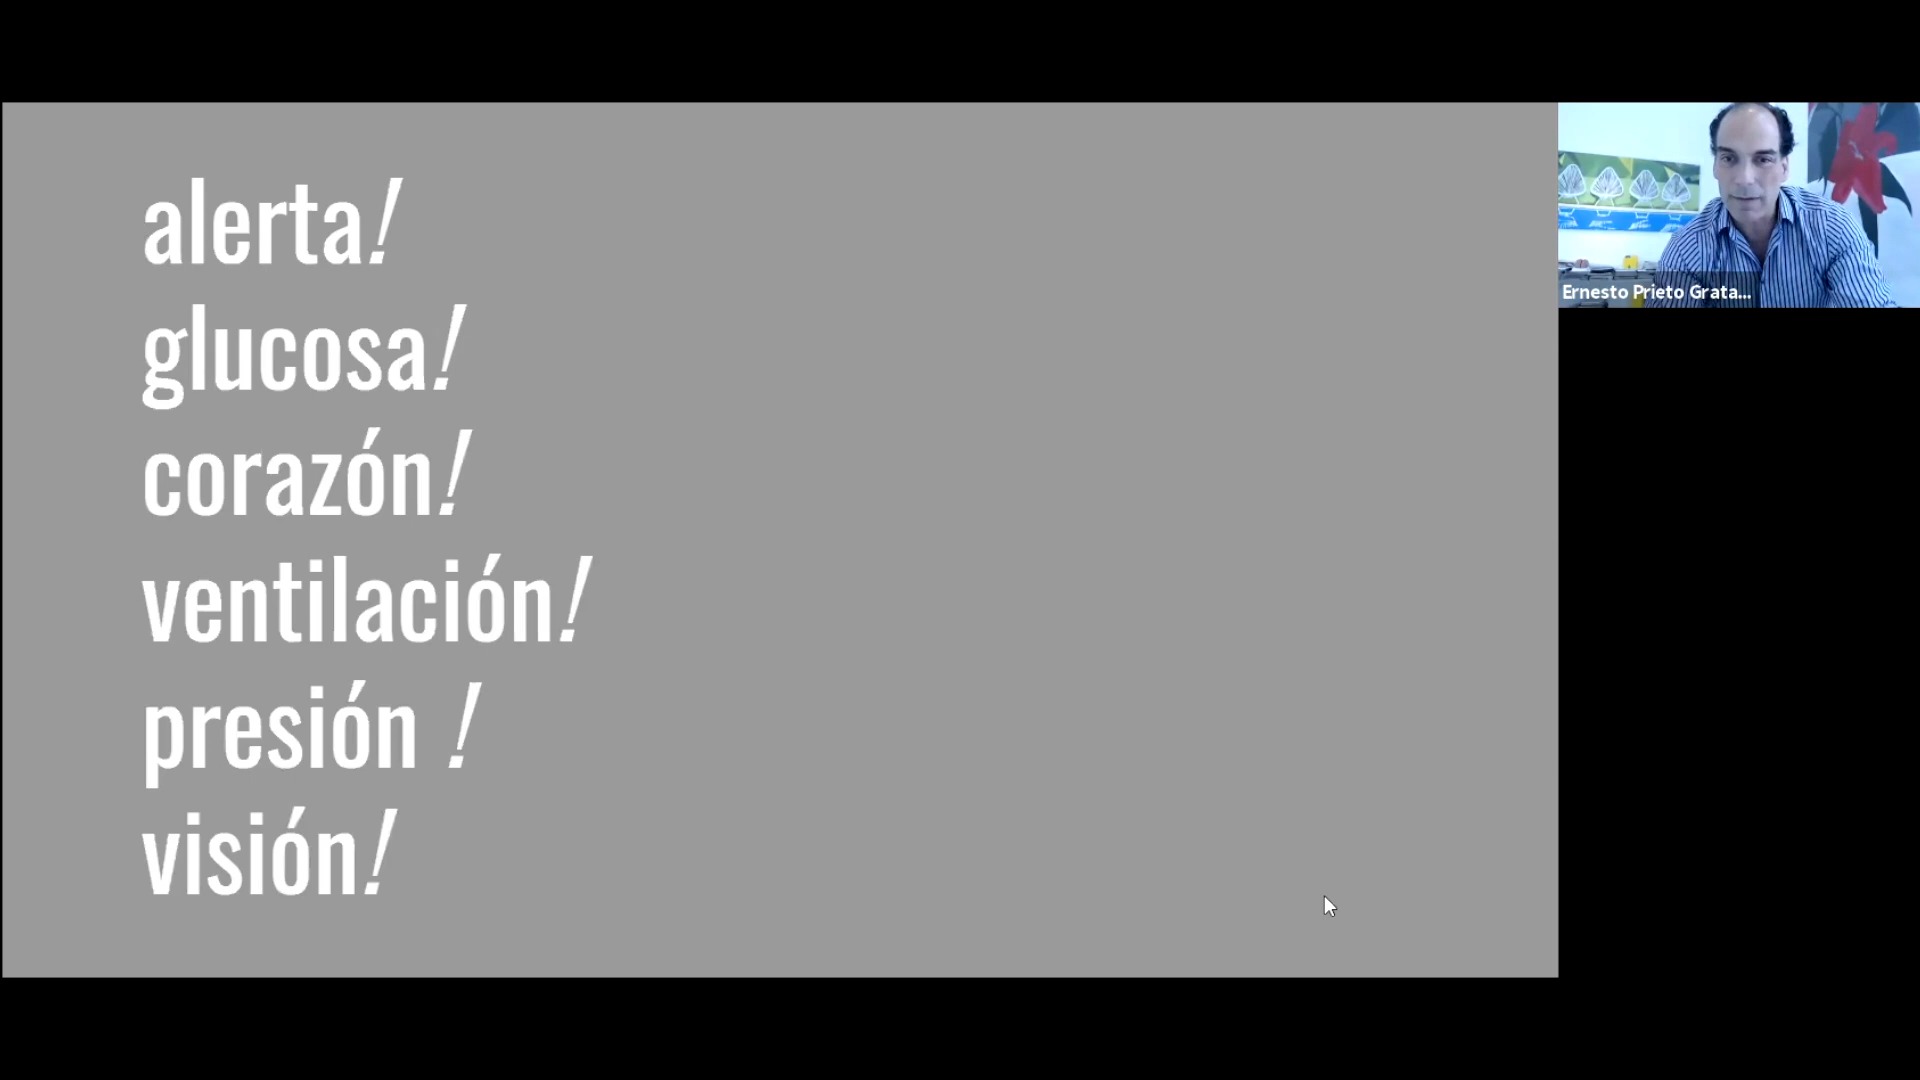 alerta!
glucosa!
corazón!
ventilación!
presión !
visión!
Ernesto Prieto Grata...